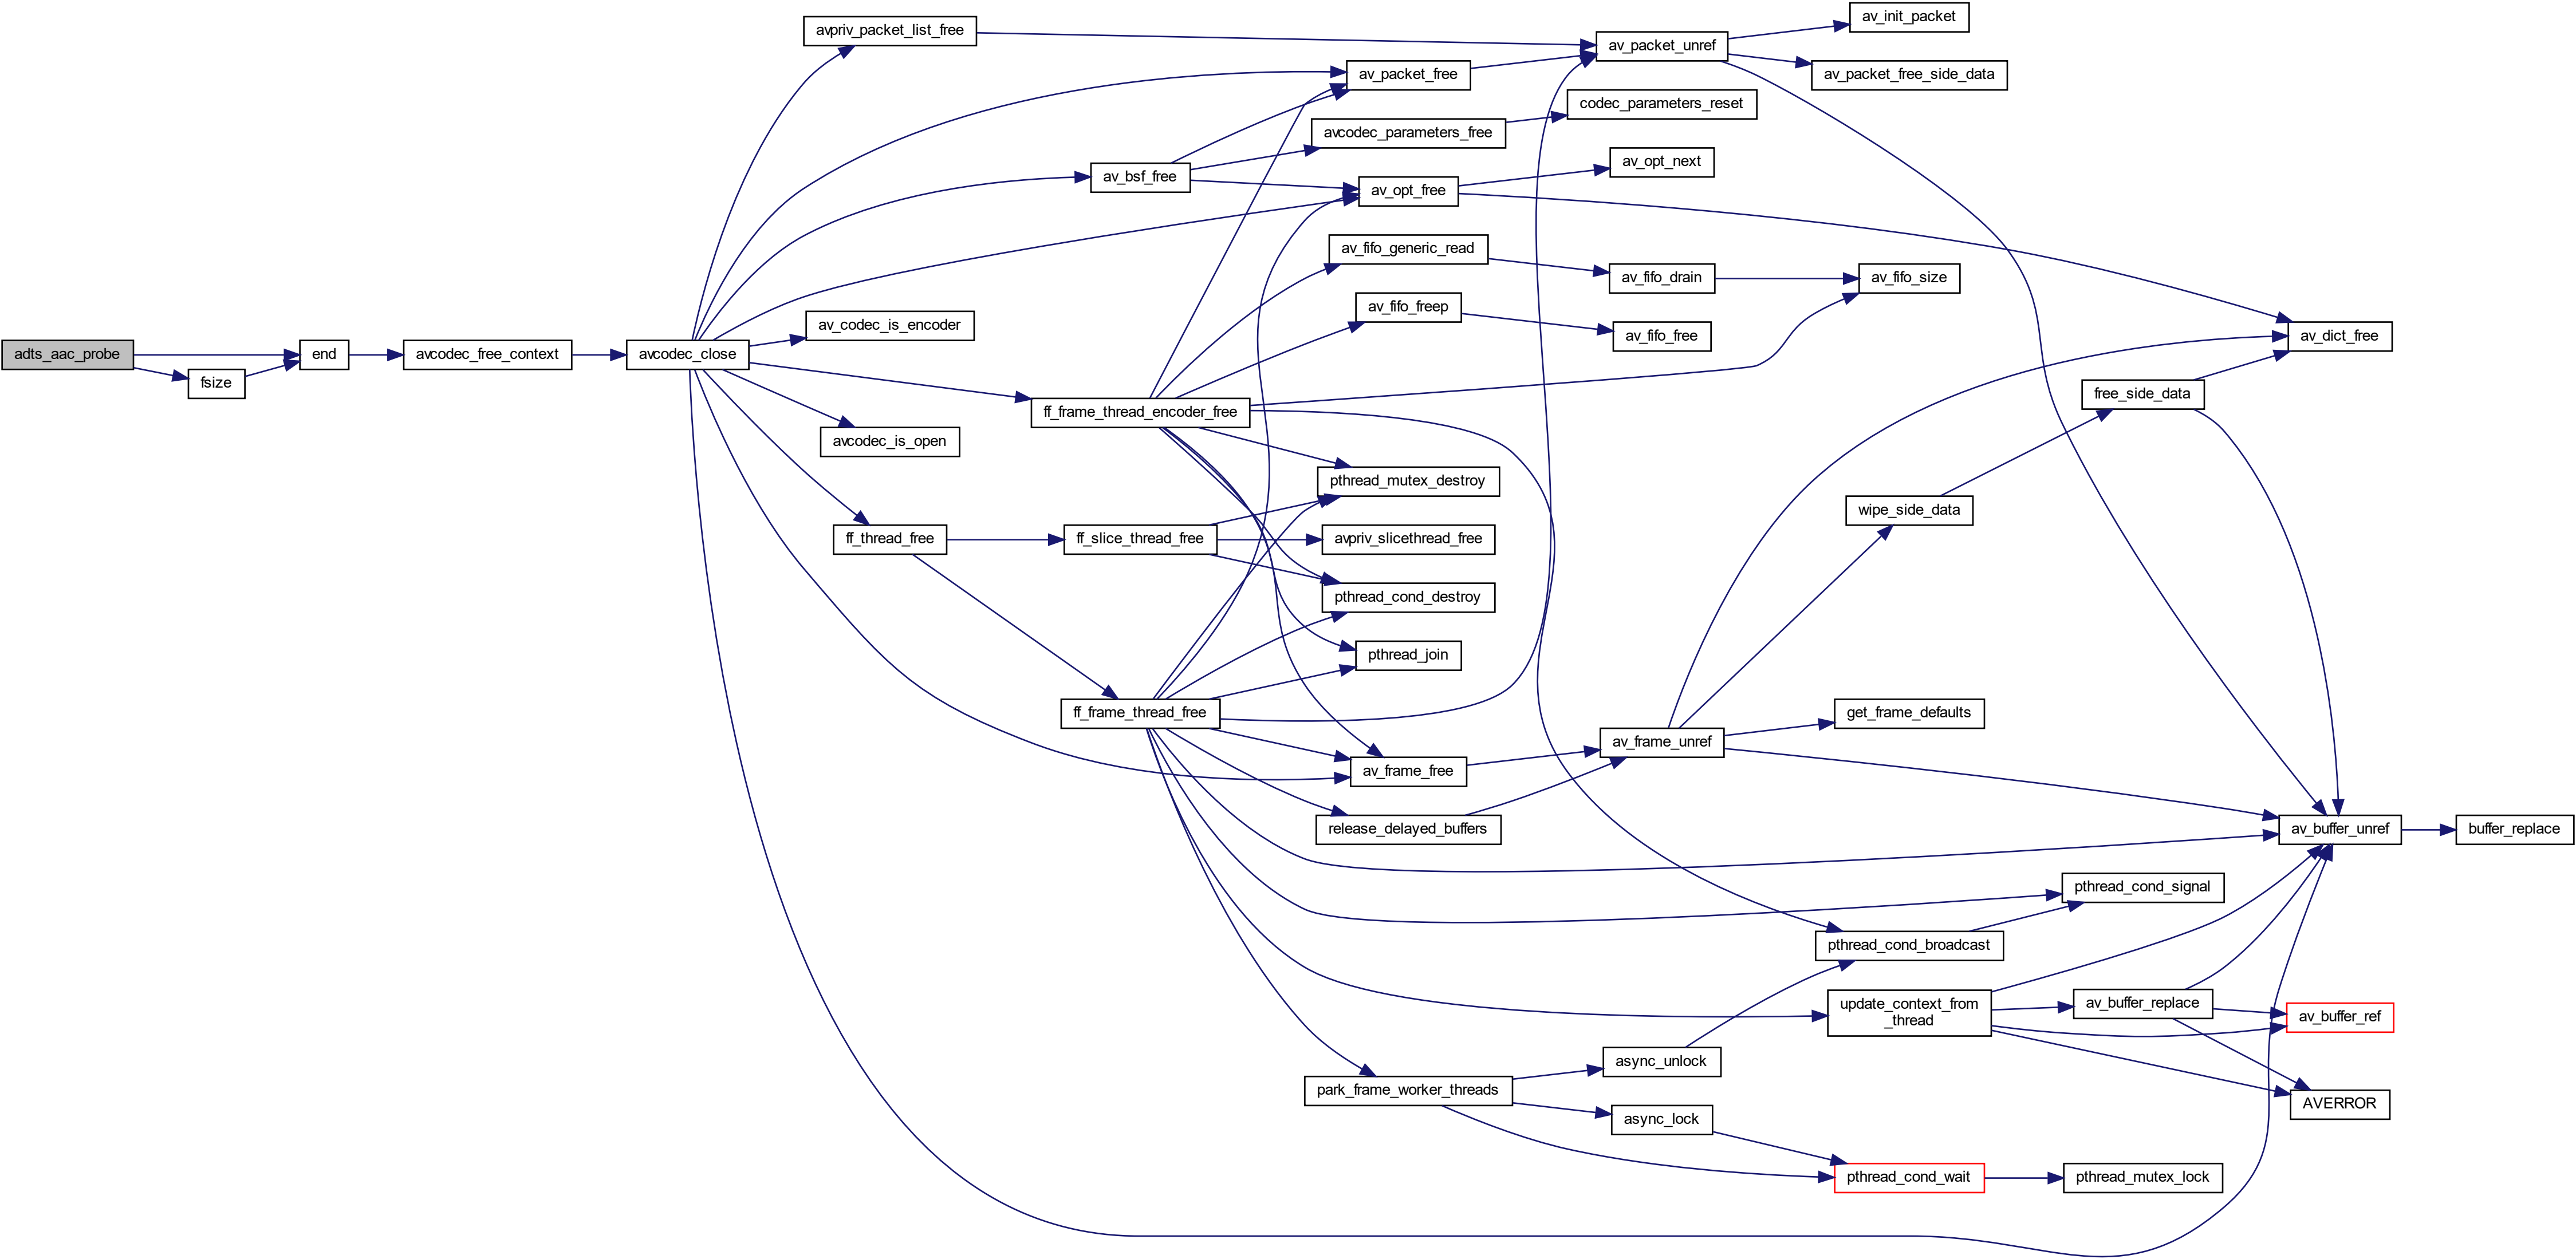 adts_aac_probe
fsize
end
avcodec_free_context
avcodec_close
avpriv_packet_list_free
av_codec_is_encoder
avcodec_is_open
ff_thread_free
av_bsf_free
ff_frame_thread_encoder_free
ff_slice_thread_free
ff_frame_thread_free
av_packet_free
avcodec_parameters_free
av_opt_free
av_fifo_generic_read
av_fifo_freep
pthread_mutex_destroy
avpriv_slicethread_free
pthread_cond_destroy
pthread_join
av_frame_free
release_delayed_buffers
park_frame_worker_threads
av_packet_unref
codec_parameters_reset
av_opt_next
av_fifo_drain
av_fifo_free
av_frame_unref
async_unlock
async_lock
av_init_packet
av_packet_free_side_data
av_fifo_size
wipe_side_data
get_frame_defaults
pthread_cond_broadcast
update_context_from
_thread
pthread_cond_wait
free_side_data
pthread_cond_signal
av_buffer_replace
pthread_mutex_lock
av_dict_free
av_buffer_unref
av_buffer_ref
AVERROR
buffer_replace